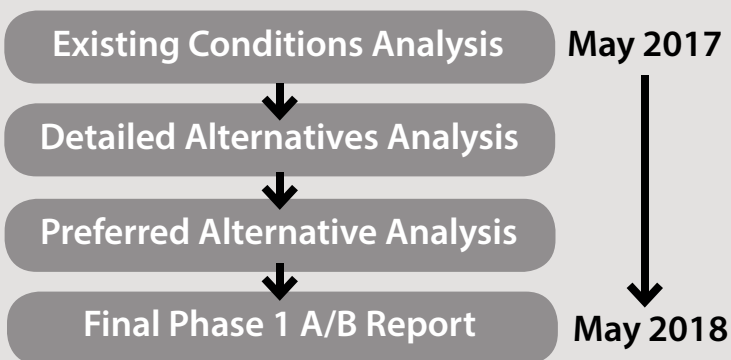 Existing Conditions Analysis May 2017
Detailed Alternatives Analysis
Preferred Alternative Analysis
Final Phase 1 A/B Report May 2018